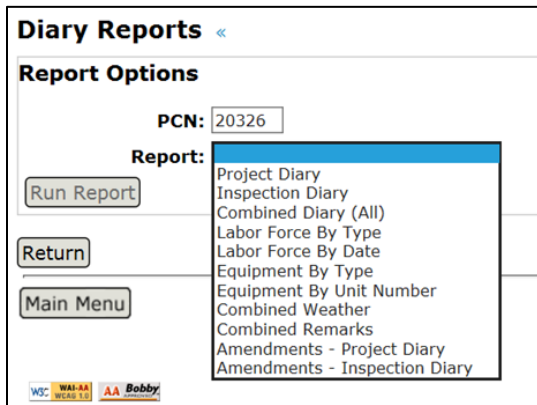 Diary Reports «
Report Options
PCN: 20326
Report:
Project Diary
Inspection Diary
Combined Diary (All)
Labor Force By Type
Labor Force By Date
Equipment By Type
Equipment By Unit Number
Combined Weather
Combined Remarks
Amendments - Project Diary
Amendments - Inspection Diary
Run Report
Return
Main Menu
W3C WAI-AA WCAG 1.0
AA Bobby APPROVED